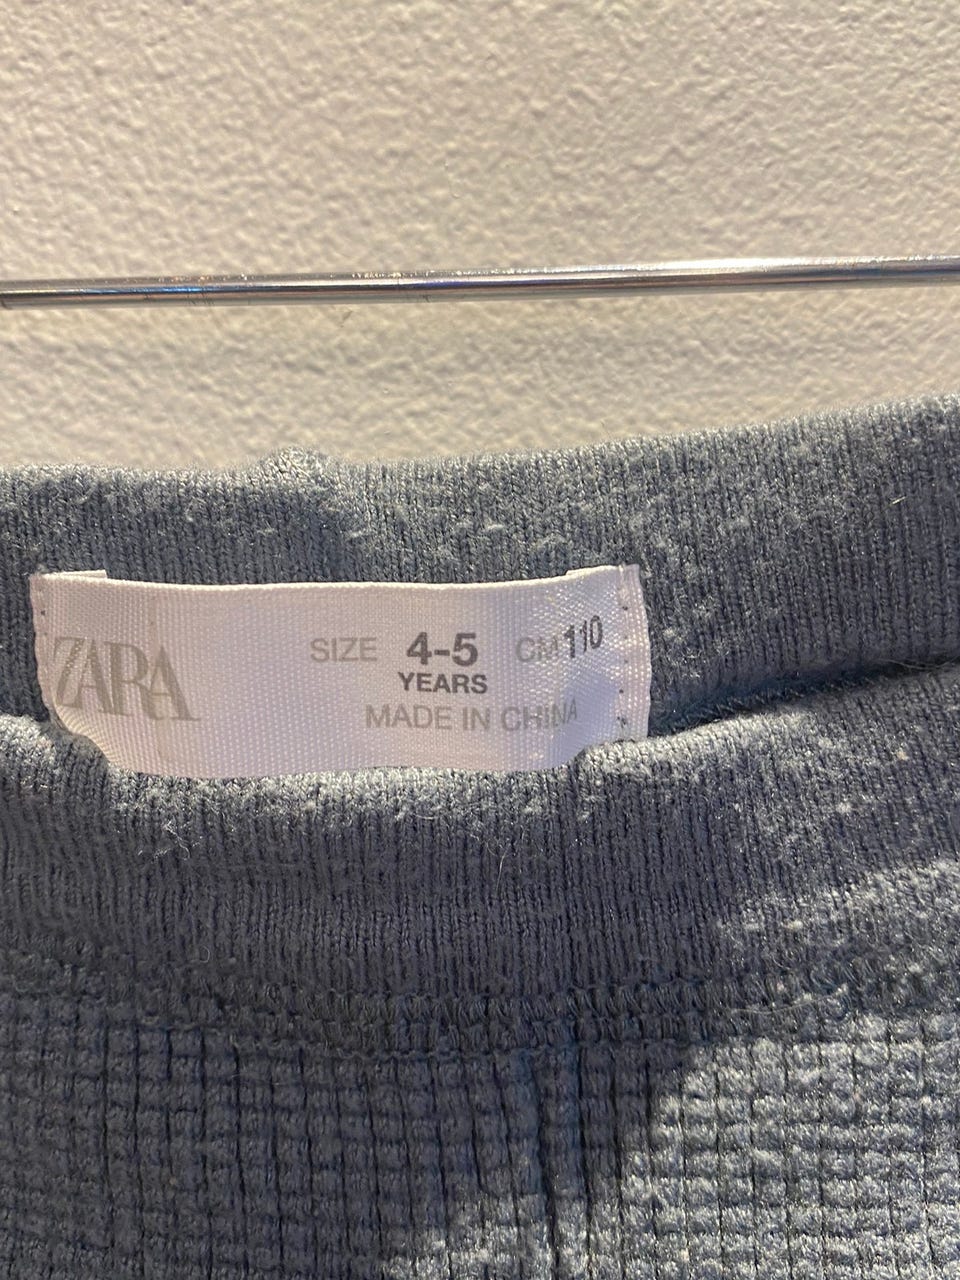 ZARA
SIZE 4-5 CM 110
YEARS
MADE IN CHINA